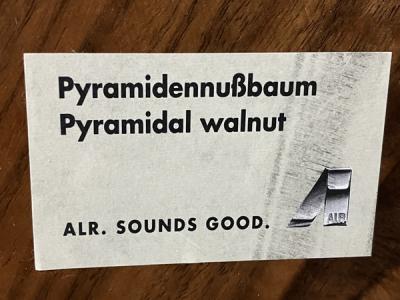 Pyramidennußbaum
Pyramidal walnut
ALR. SOUNDS GOOD.
ALR